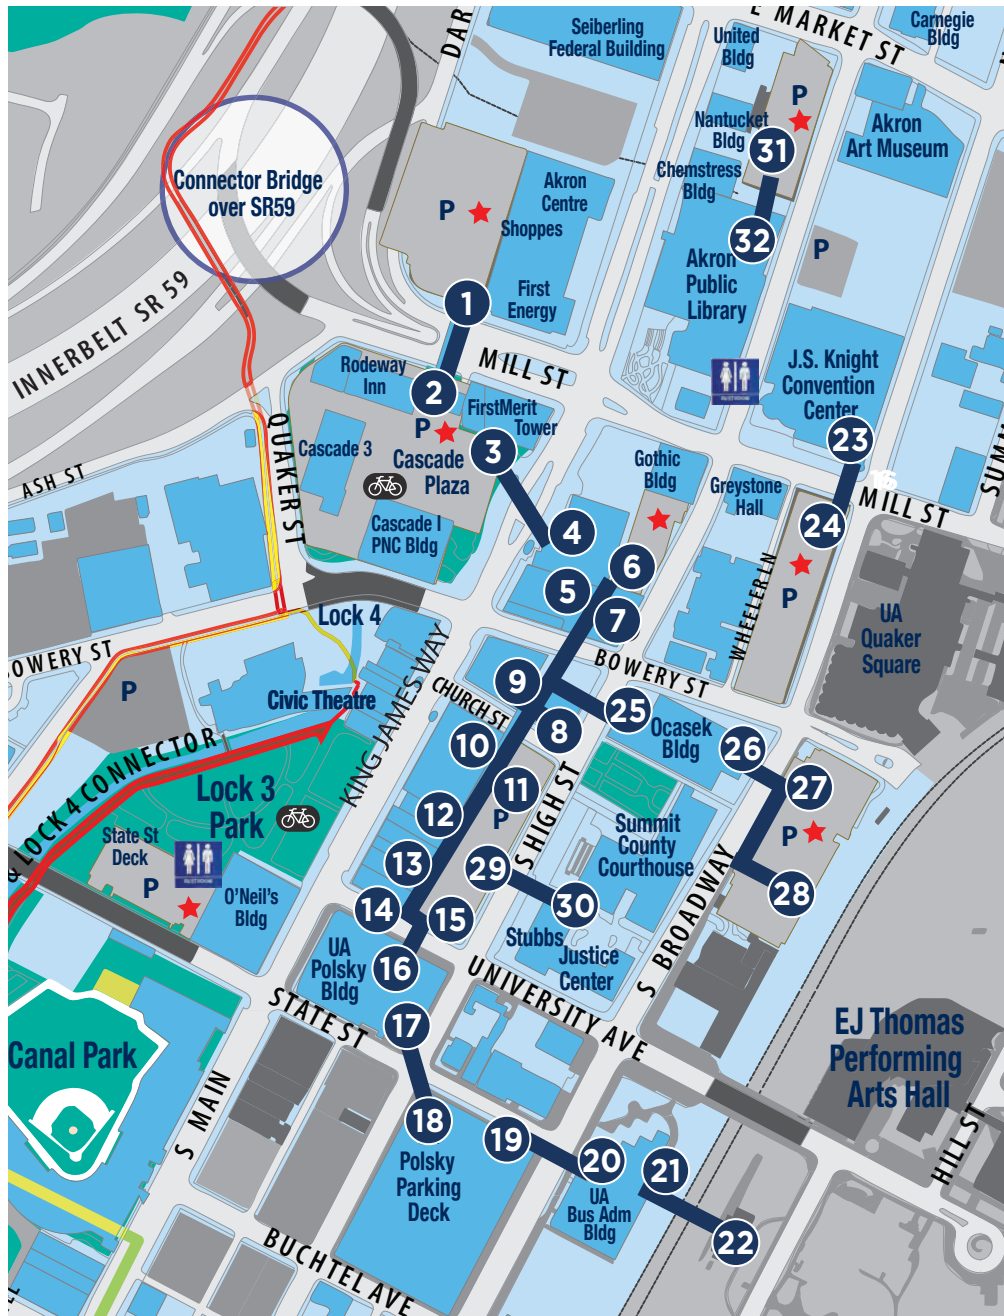 DAR
Seiberling
Federal Building
United
Bldg
E MARKET ST
Carnegie
Bldg
P
Nantucket
Bldg
31
Akron
Art Museum
Connector Bridge
over SR59
Chemstress
Bldg
P
Akron
Centre
Shoppes
32
P
Akron
Public
Library
INNERBELT SR 59
1
First
Energy
MILL ST
J.S. Knight
Convention
Center
RESTROOM
Rodeway
Inn
2
FirstMerit
Tower
P
QUAKER ST
Cascade 3
3
Cascade
Plaza
23
ASH ST
Gothic
Bldg
Greystone
Hall
16
MILL ST
SUMM
Cascade I
PNC Bldg
4
24
5
6
7
WHEELER LN
P
UA
Quaker
Square
Lock 4
OWERY ST
BOWERY ST
P
Civic Theatre
KING JAMES WAY
CHURCH ST
9
25
8
10
Ocasek
Bldg
26
& LOCK 4 CONNECTOR
Lock 3
Park
11
27
P
S HIGH ST
12
Summit
County
Courthouse
P
State St
Deck
RESTROOM
P
13
29
28
O'Neil's
Bldg
30
14
15
Stubbs
Justice
Center
S BROADWAY
UA
Polsky
Bldg
16
UNIVERSITY AVE
STATE ST
17
Canal Park
EJ Thomas
Performing
Arts Hall
S MAIN
18
19
HILL ST
Polsky
Parking
Deck
20
21
UA
Bus Adm
Bldg
22
BUCHTEL AVE